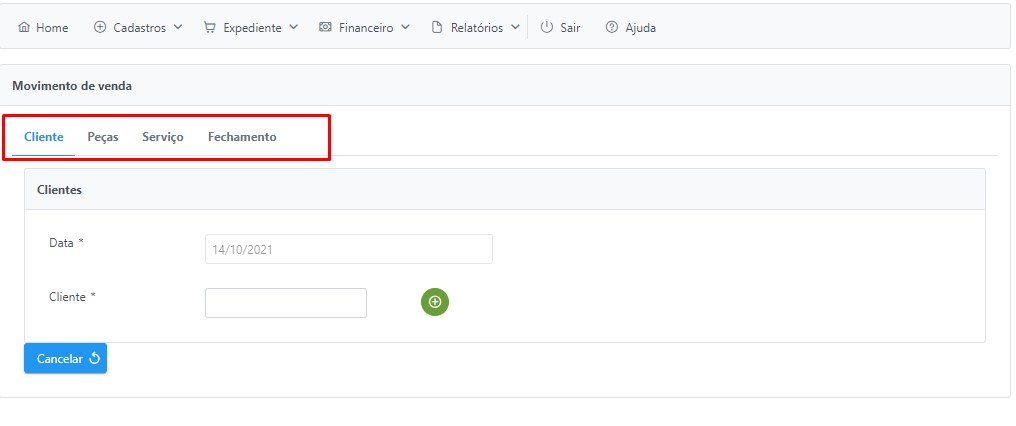 Home Cadastros Expediente Financeiro Relatórios Sair Ajuda
Movimento de venda
Cliente Peças Serviço Fechamento
Clientes
Data * 14/10/2021
Cliente *
Cancelar